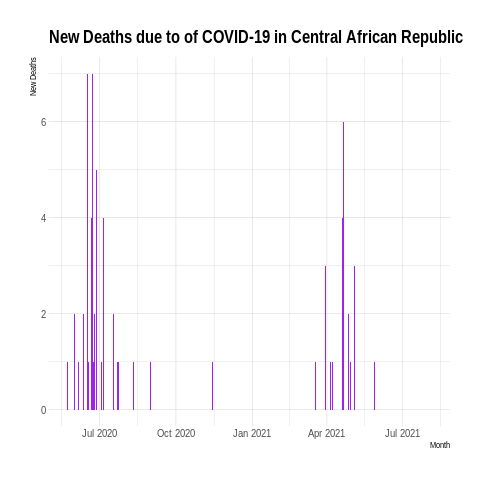 New Deaths due to of COVID-19 in Central African Republic
New Deaths
6
4
2
0
Jul 2020 Oct 2020 Jan 2021 Apr 2021 Jul 2021
Month